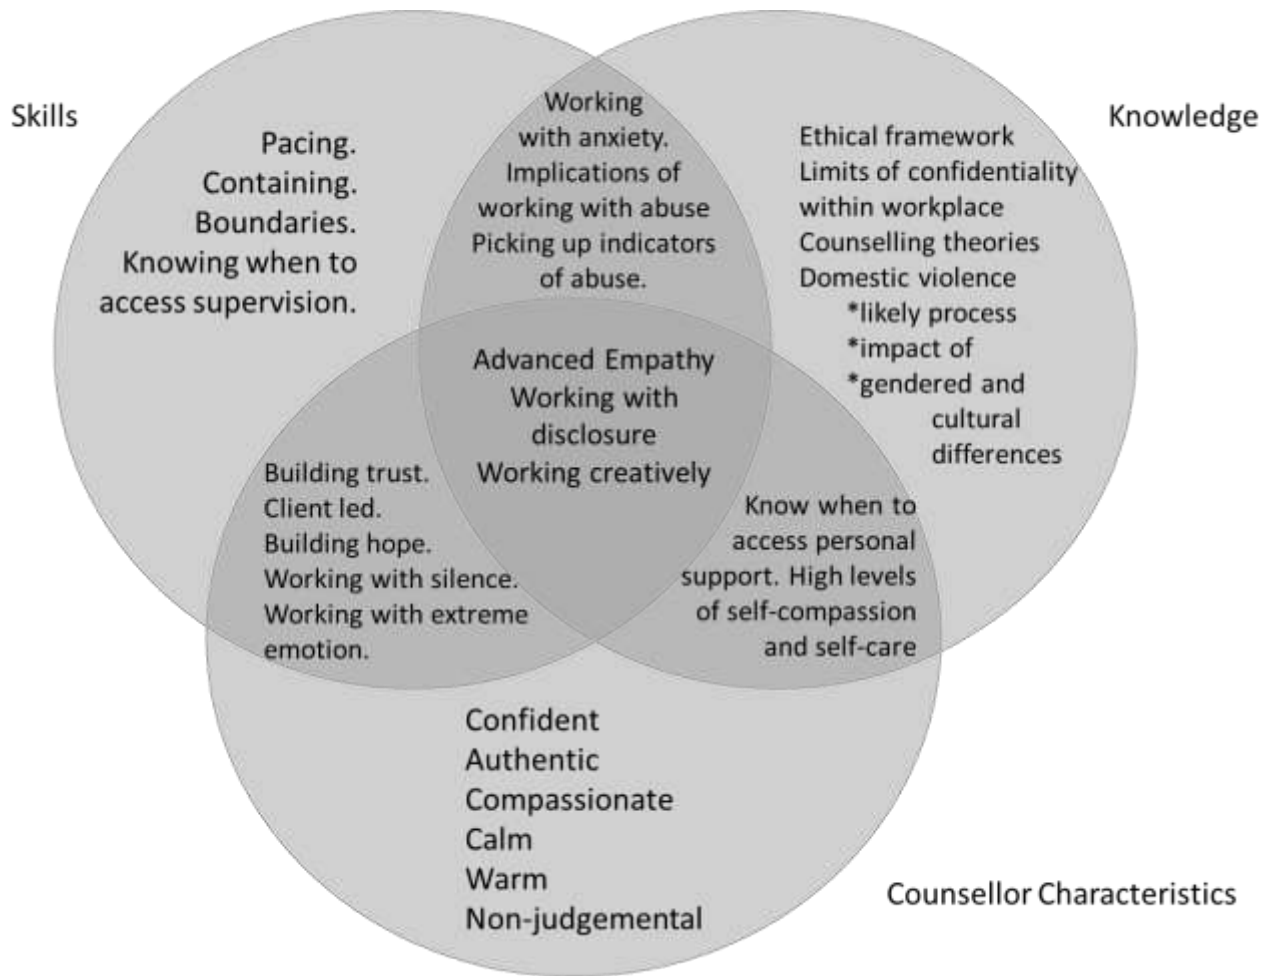 Skills
Knowledge
Pacing.
Containing.
Boundaries.
Knowing when to
access supervision.
Working
with anxiety.
Implications of
working with abuse
Picking up indicators
of abuse.
Ethical framework
Limits of confidentiality
within workplace
Counselling theories
Domestic violence
*likely process
*impact of
*gendered and
cultural
differences
Advanced Empathy
Working with
disclosure
Working creatively
Building trust.
Client led.
Building hope.
Working with silence.
Working with extreme
emotion.
Know when to
access personal
support. High levels
of self-compassion
and self-care
Confident
Authentic
Compassionate
Calm
Warm
Non-judgemental
Counsellor Characteristics